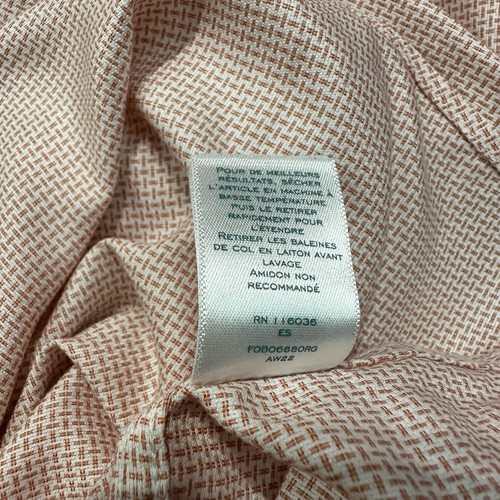 POUR DE MEILLEURS
RÉSULTATS, SÉCHER
L'ARTICLE EN MACHINE À
BASSE TEMPÉRATURE
PUIS LE RETIRER
RAPIDEMENT POUR
L'ÉTENDRE
RETIRER LES BALEINES
DE COL EN LAITON AVANT
LAVAGE
AMIDON NON
RECOMMANDÉ
RN 116036
ES
FOB06880RG
AW22